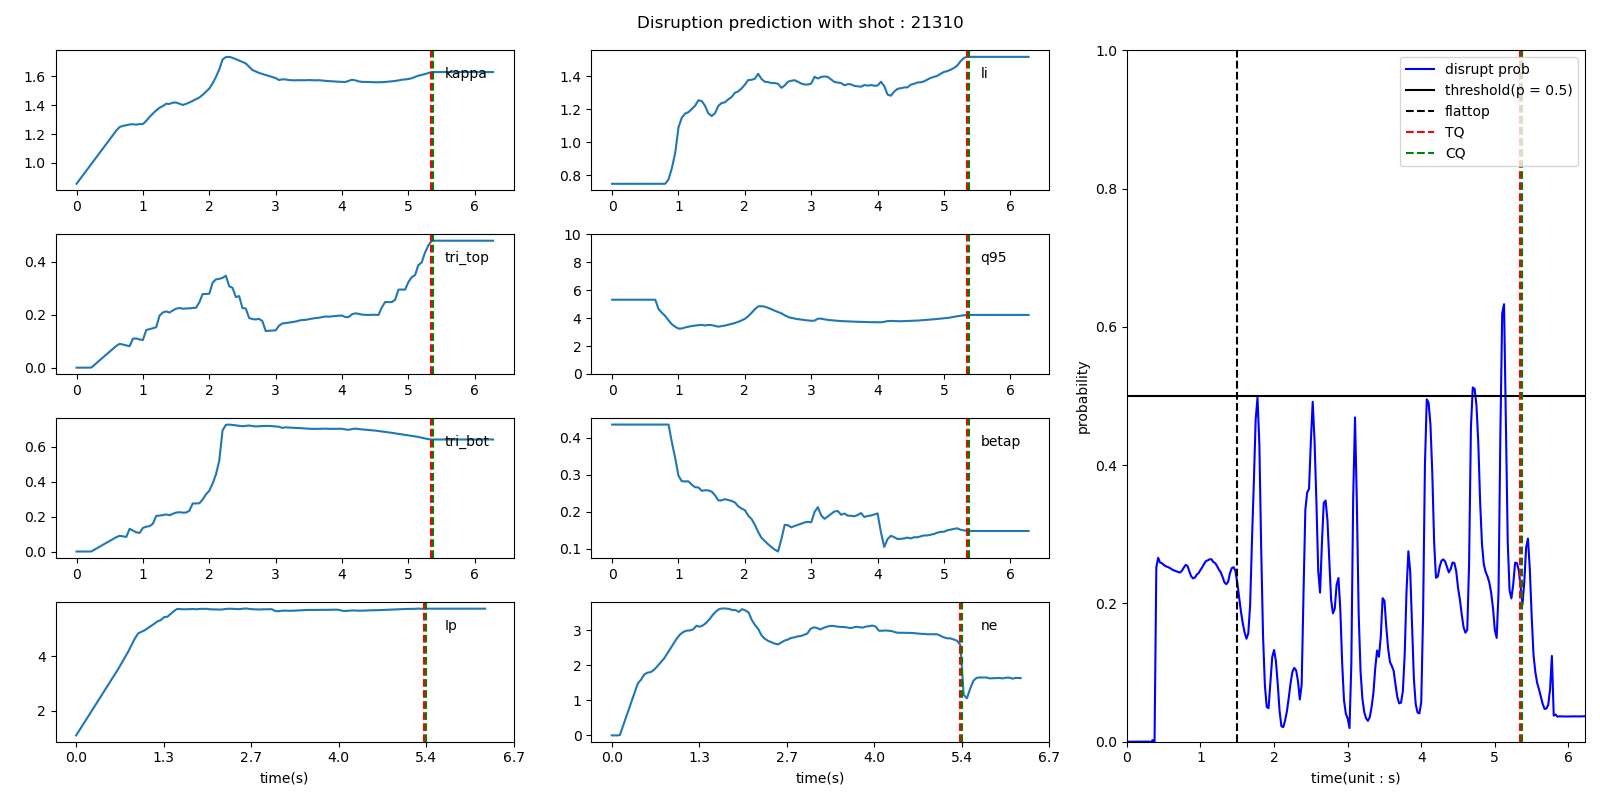 Disruption prediction with shot : 21310
kappa
1.6
1.4
1.2
1.0
0 1 2 3 4 5 6
li
1.4
1.2
1.0
0.8
0 1 2 3 4 5 6
tri_top
0.4
0.2
0.0
0 1 2 3 4 5 6
q95
10
8
6
4
2
0
0 1 2 3 4 5 6
tri_bot
0.6
0.4
0.2
0.0
0 1 2 3 4 5 6
betap
0.4
0.3
0.2
0.1
0 1 2 3 4 5 6
Ip
4
2
0.0 1.3 2.7 4.0 5.4 6.7
time(s)
ne
3
2
1
0
0.0 1.3 2.7 4.0 5.4 6.7
time(s)
disrupt prob
threshold(p = 0.5)
flattop
TQ
CQ
probability
1.0
0.8
0.6
0.4
0.2
0.0
0 1 2 3 4 5 6
time(unit : s)